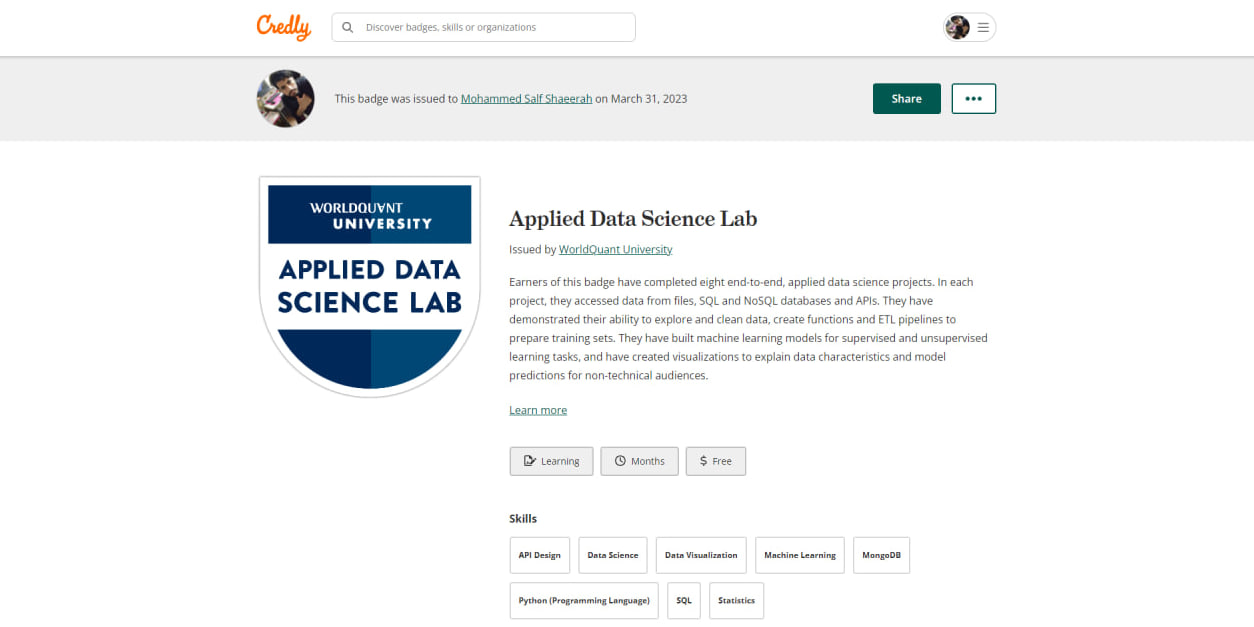 Credly
Discover badges, skills or organizations
This badge was issued to Mohammed Salf Shaeerah on March 31, 2023
Share
WORLDQUANT
UNIVERSITY
APPLIED DATA
SCIENCE LAB
Applied Data Science Lab
Issued by WorldQuant University
Earners of this badge have completed eight end-to-end, applied data science projects. In each
project, they accessed data from files, SQL and NoSQL databases and APIs. They have
demonstrated their ability to explore and clean data, create functions and ETL pipelines to
prepare training sets. They have built machine learning models for supervised and unsupervised
learning tasks, and have created visualizations to explain data characteristics and model
predictions for non-technical audiences.
Learn more
Learning Months $ Free
Skills
API Design Data Science Data Visualization Machine Learning MongoDB
Python (Programming Language) SQL Statistics